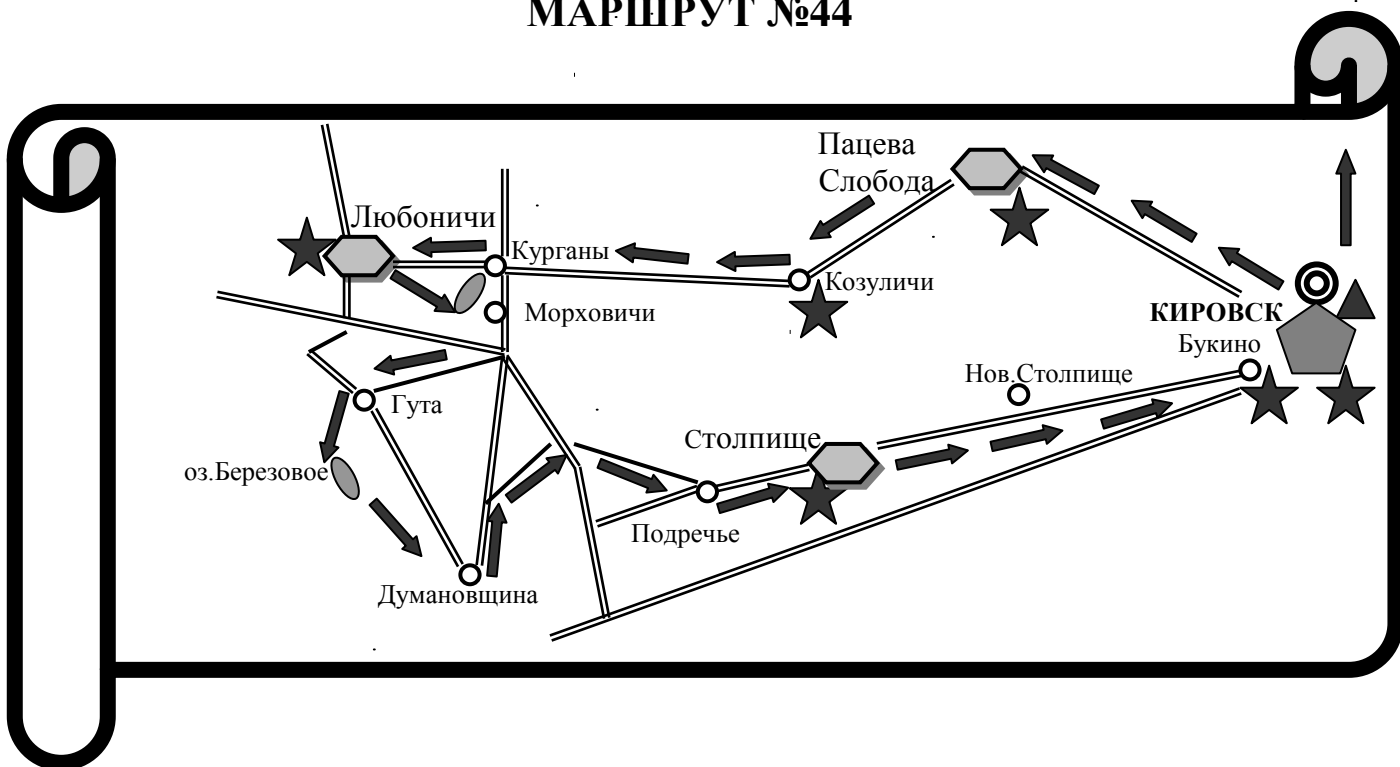 МАРШРУТ №44
Пацева
Слобода
Любоничи
Курганы
Козуличи
Морховичи
КИРОВСК
Букино
Нов.Столпище
Гута
Столпище
оз.Березовое
Подречье
Думановщина